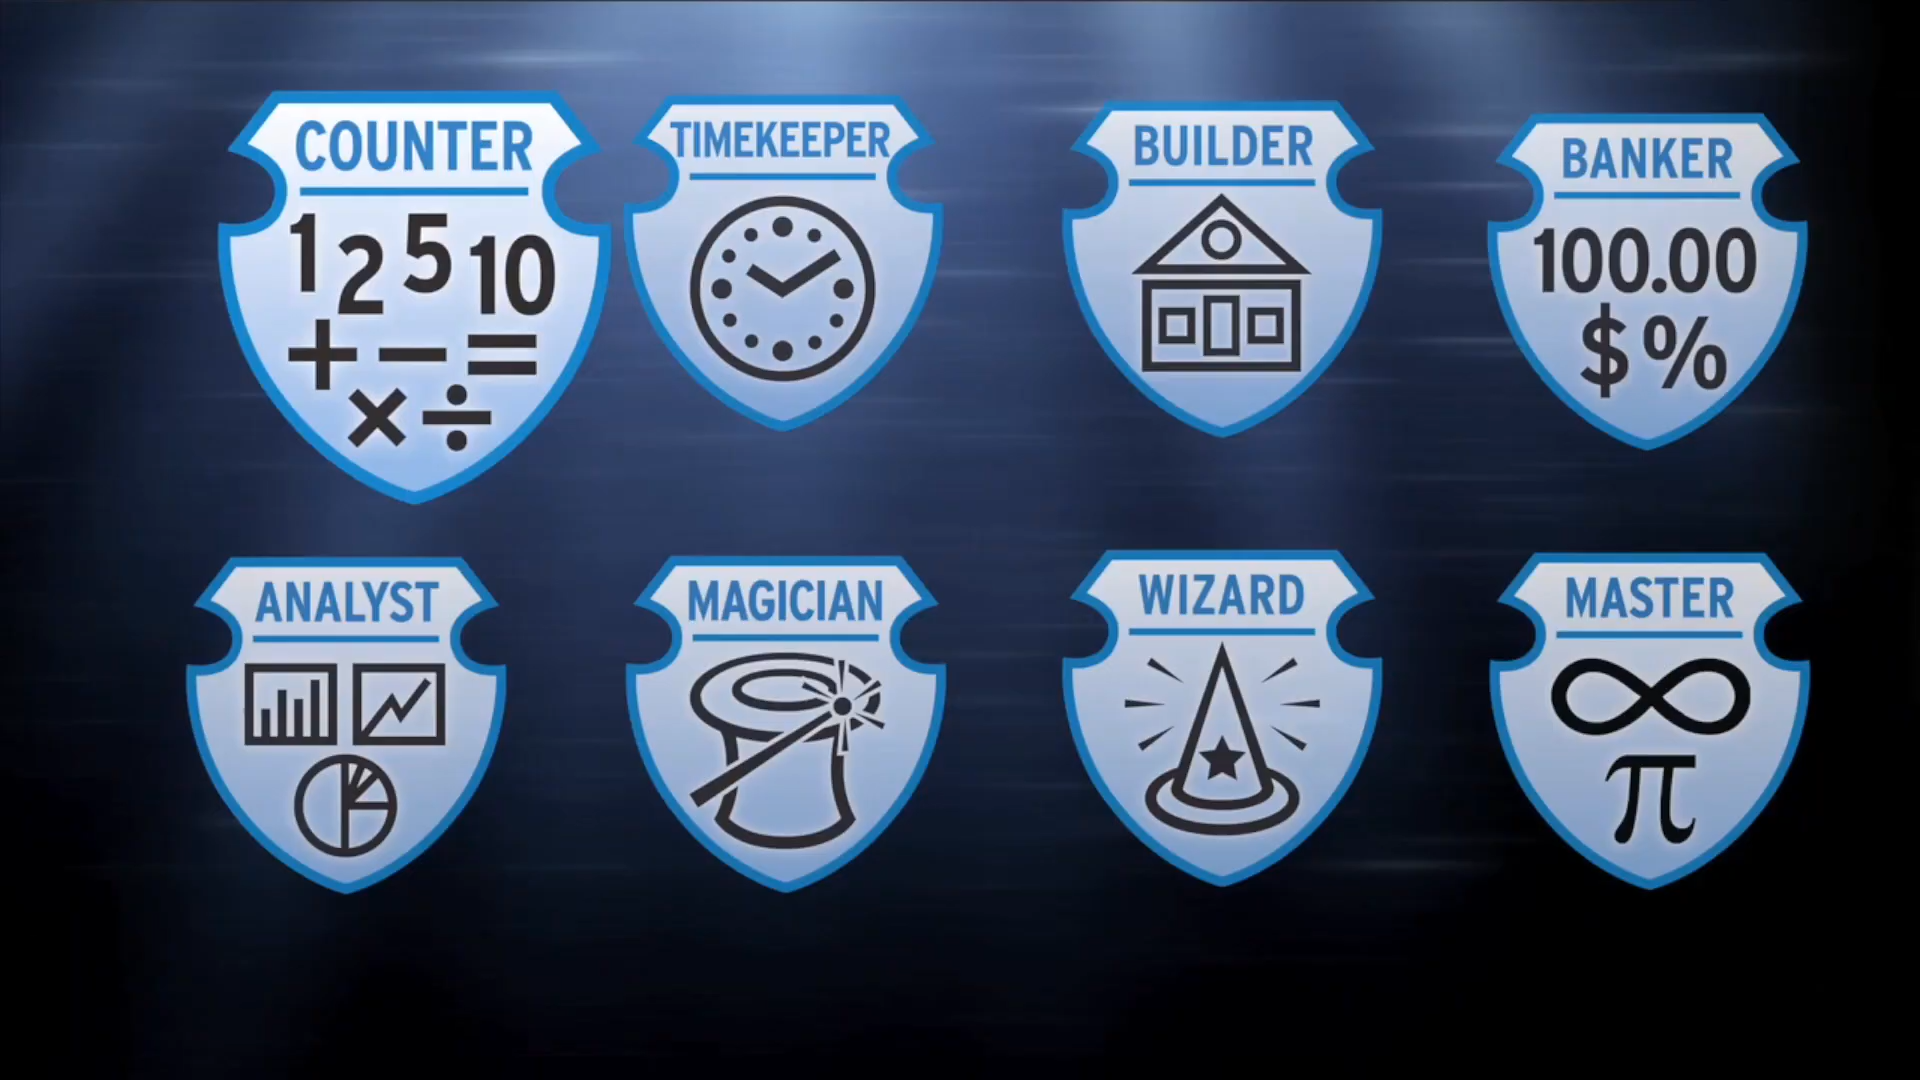 COUNTER
1 2 5 10
+ − =
× ÷
TIMEKEEPER
BUILDER
BANKER
100.00
$ %
ANALYST
MAGICIAN
WIZARD
MASTER
∞
π